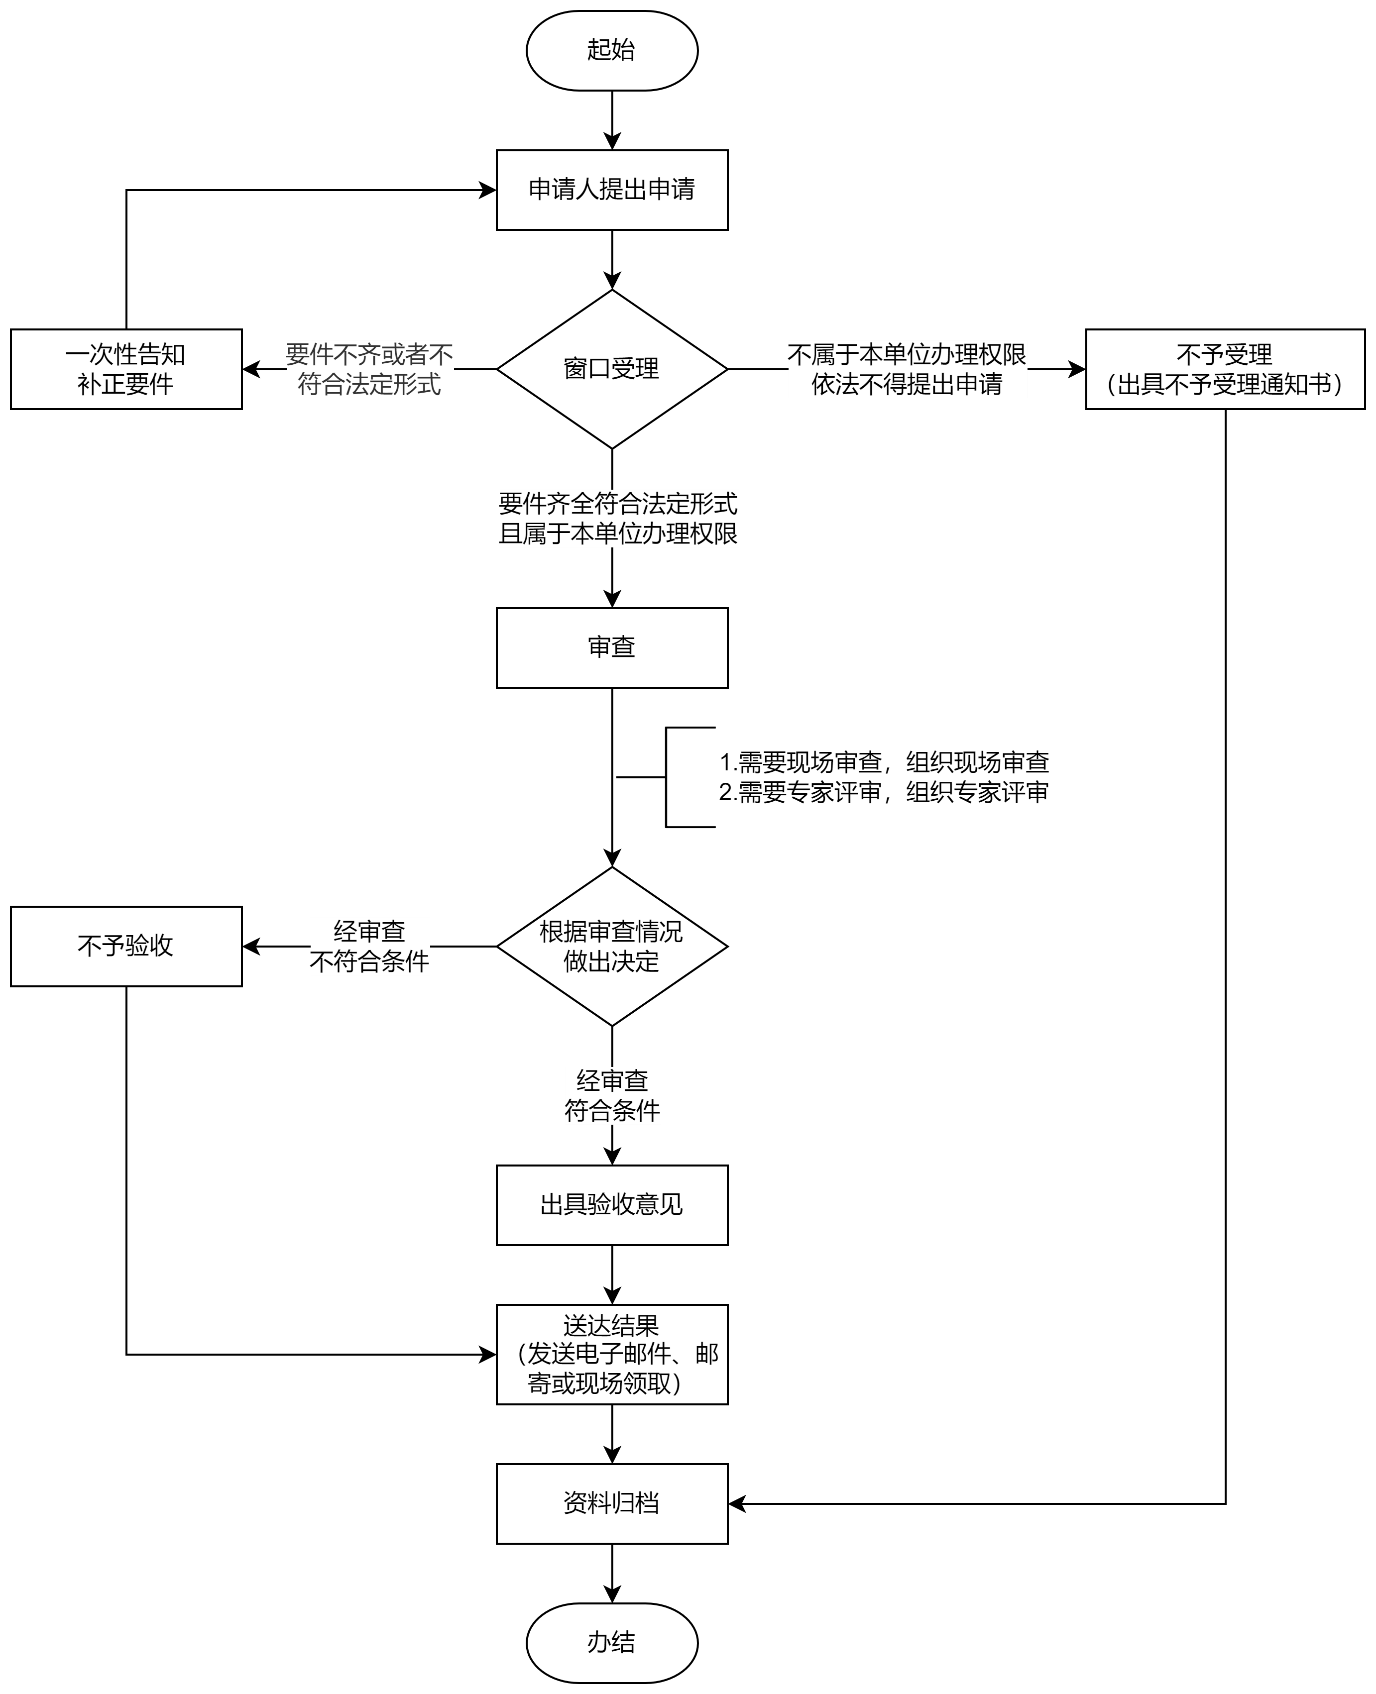 起始
申请人提出申请
一次性告知
补正要件
要件不齐或者不
符合法定形式
窗口受理
不属于本单位办理权限
依法不得提出申请
不予受理
（出具不予受理通知书）
要件齐全符合法定形式
且属于本单位办理权限
审查
1.需要现场审查，组织现场审查
2.需要专家评审，组织专家评审
不予验收
经审查
不符合条件
根据审查情况
做出决定
经审查
符合条件
出具验收意见
送达结果
（发送电子邮件、邮
寄或现场领取）
资料归档
办结